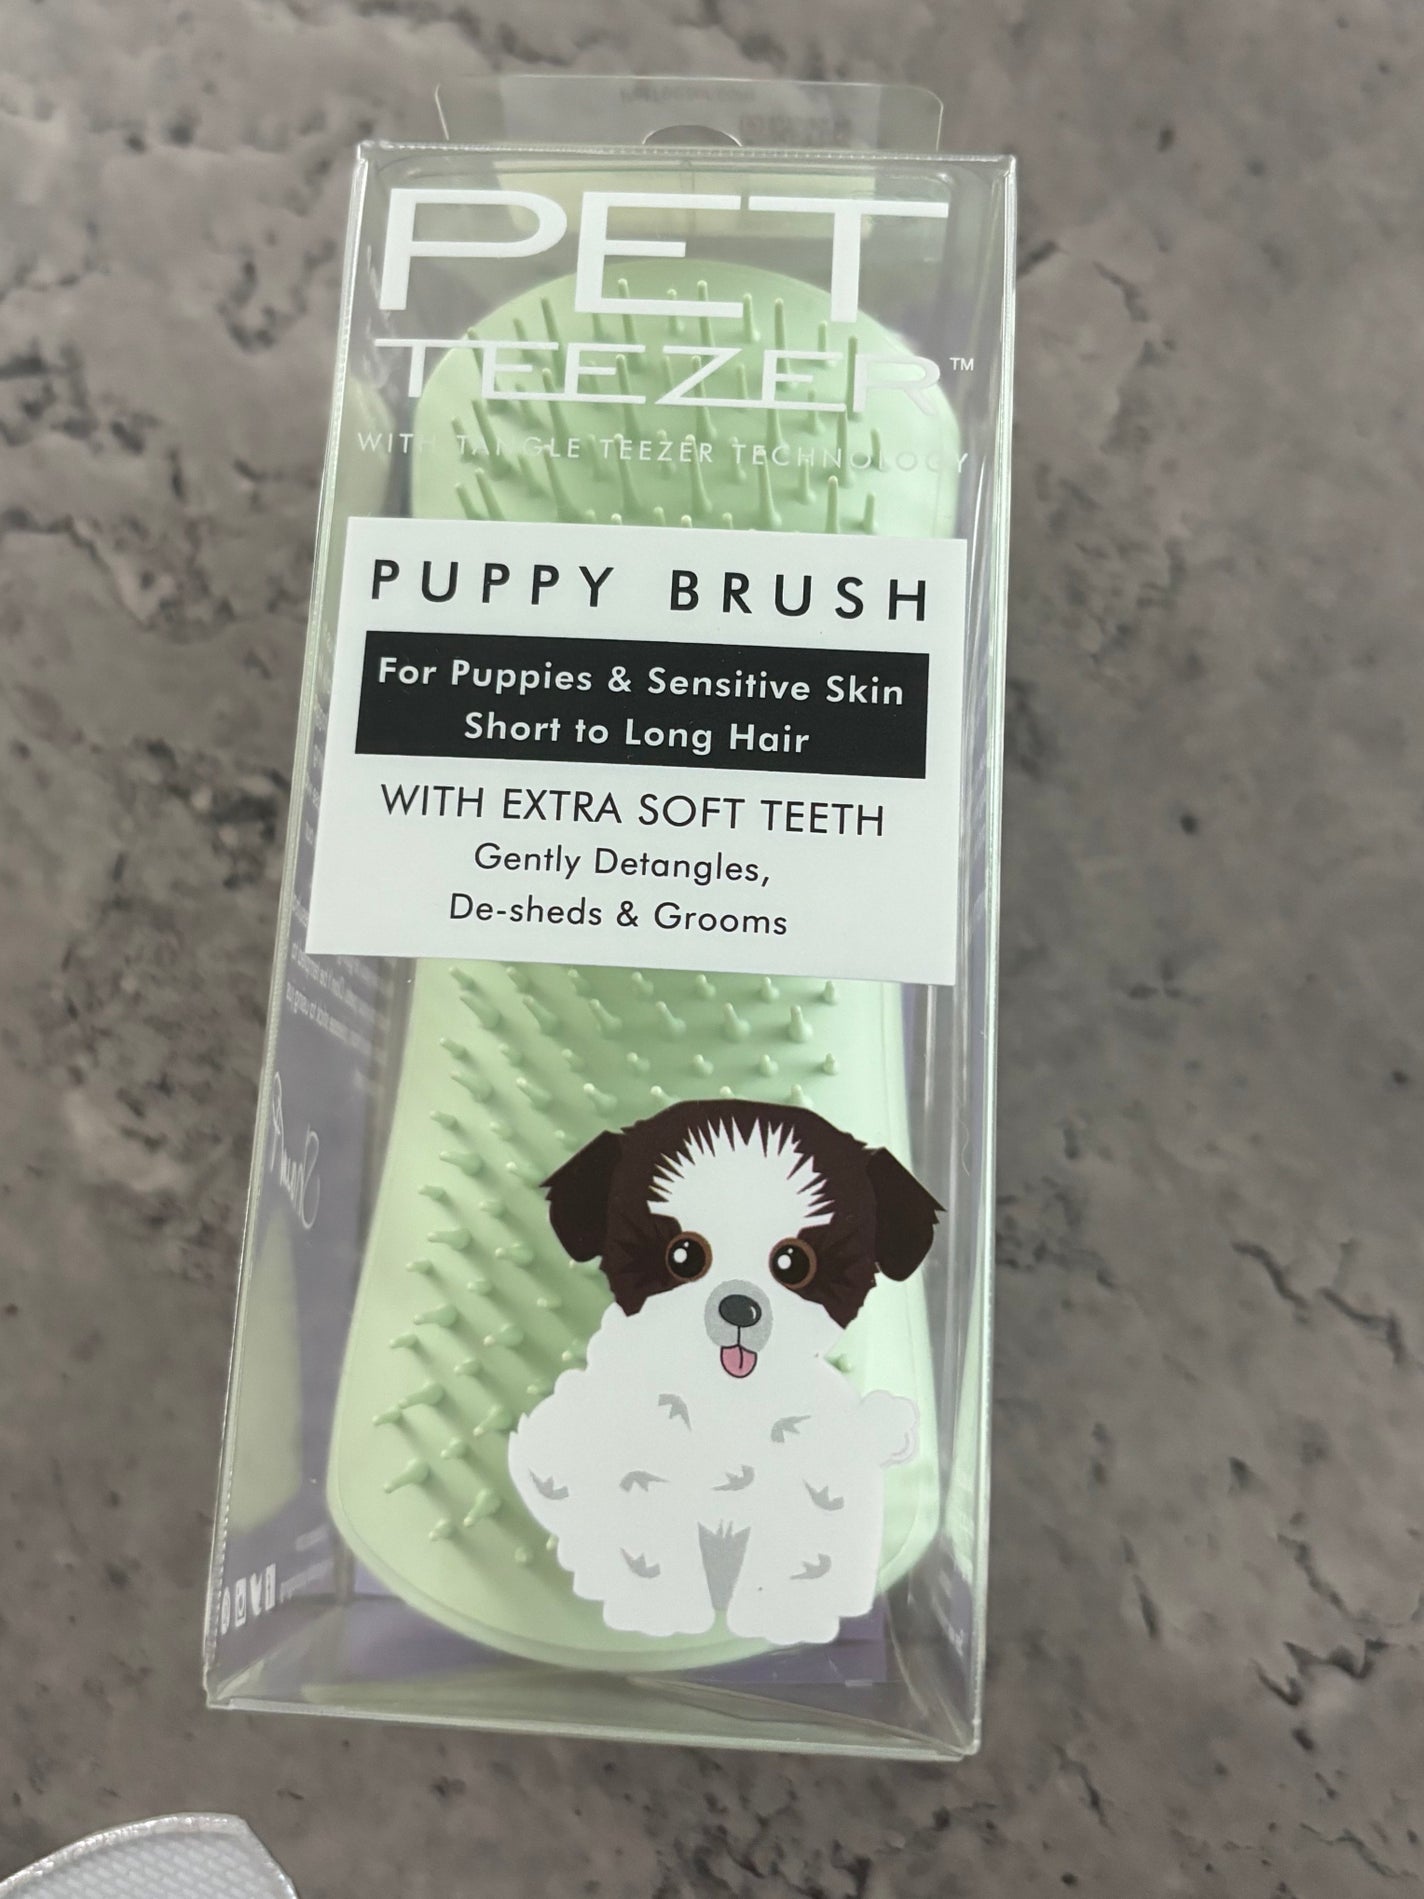 PET
TEEZER™
WITH TANGLE TEEZER TECHNOLOGY
PUPPY BRUSH
For Puppies & Sensitive Skin
Short to Long Hair
WITH EXTRA SOFT TEETH
Gently Detangles,
De-sheds & Grooms